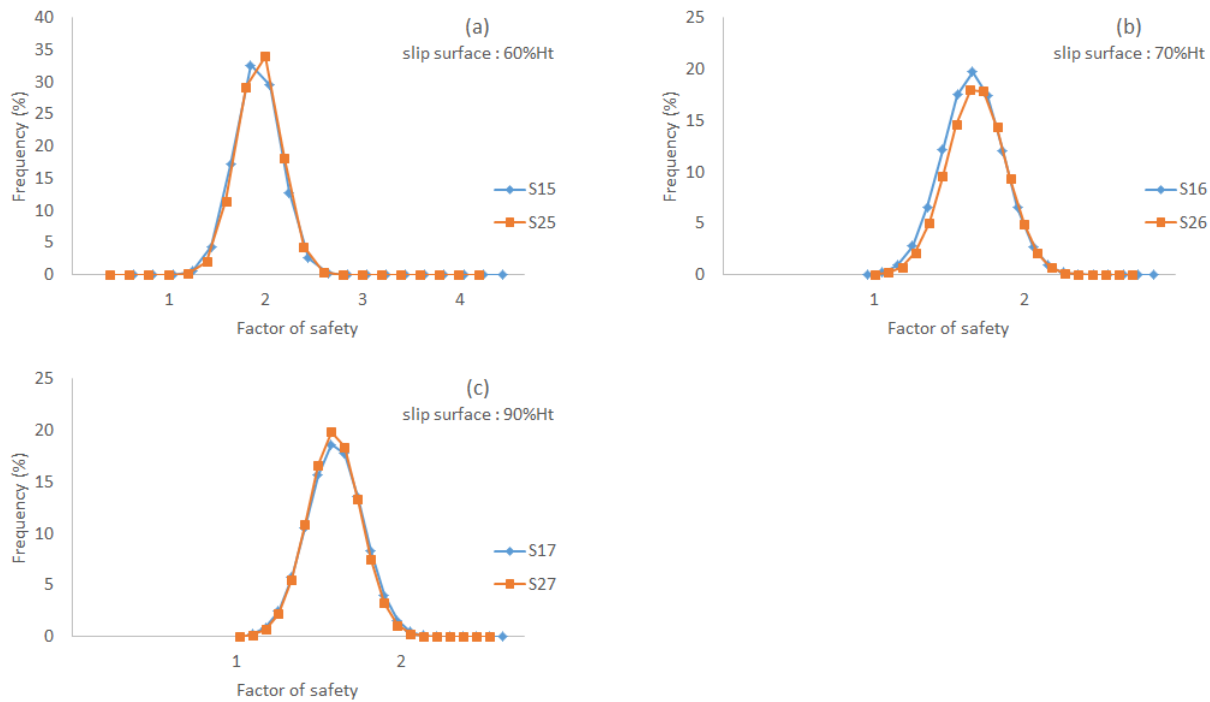 (a)
slip surface : 60%Ht
40
35
30
25
20
15
10
5
0
Frequency (%)
1 2 3 4
Factor of safety
S15
S25
(b)
slip surface : 70%Ht
25
20
15
10
5
0
Frequency (%)
1 2
Factor of safety
S16
S26
(c)
slip surface : 90%Ht
25
20
15
10
5
0
Frequency (%)
1 2
Factor of safety
S17
S27